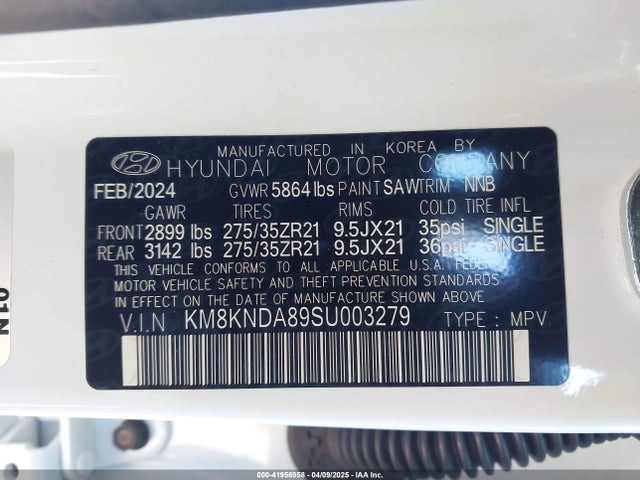 MANUFACTURED IN KOREA BY
HYUNDAI MOTOR COMPANY
FEB/2024 GVWR 5864 lbs PAINT SAW TRIM NNB
GAWR TIRES RIMS COLD TIRE INFL
FRONT 2899 lbs 275/35ZR21 9.5JX21 35psi SINGLE
REAR 3142 lbs 275/35ZR21 9.5JX21 36psi SINGLE
THIS VEHICLE CONFORMS TO ALL APPLICABLE U.S.A. FEDERAL
MOTOR VEHICLE SAFETY AND THEFT PREVENTION STANDARDS
IN EFFECT ON THE DATE OF MANUFACTURE SHOWN ABOVE.
V.I.N KM8KNDA89SU003279 TYPE : MPV
000-41956958 - 04/09/2025 - IAA, Inc.